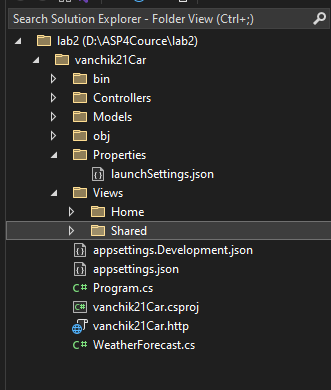 Search Solution Explorer - Folder View (Ctrl+;)
lab2 (D:\ASP4Cource\lab2)
vanchik21Car
bin
Controllers
Models
obj
Properties
launchSettings.json
Views
Home
Shared
appsettings.Development.json
appsettings.json
C# Program.cs
vanchik21Car.csproj
vanchik21Car.http
C# WeatherForecast.cs